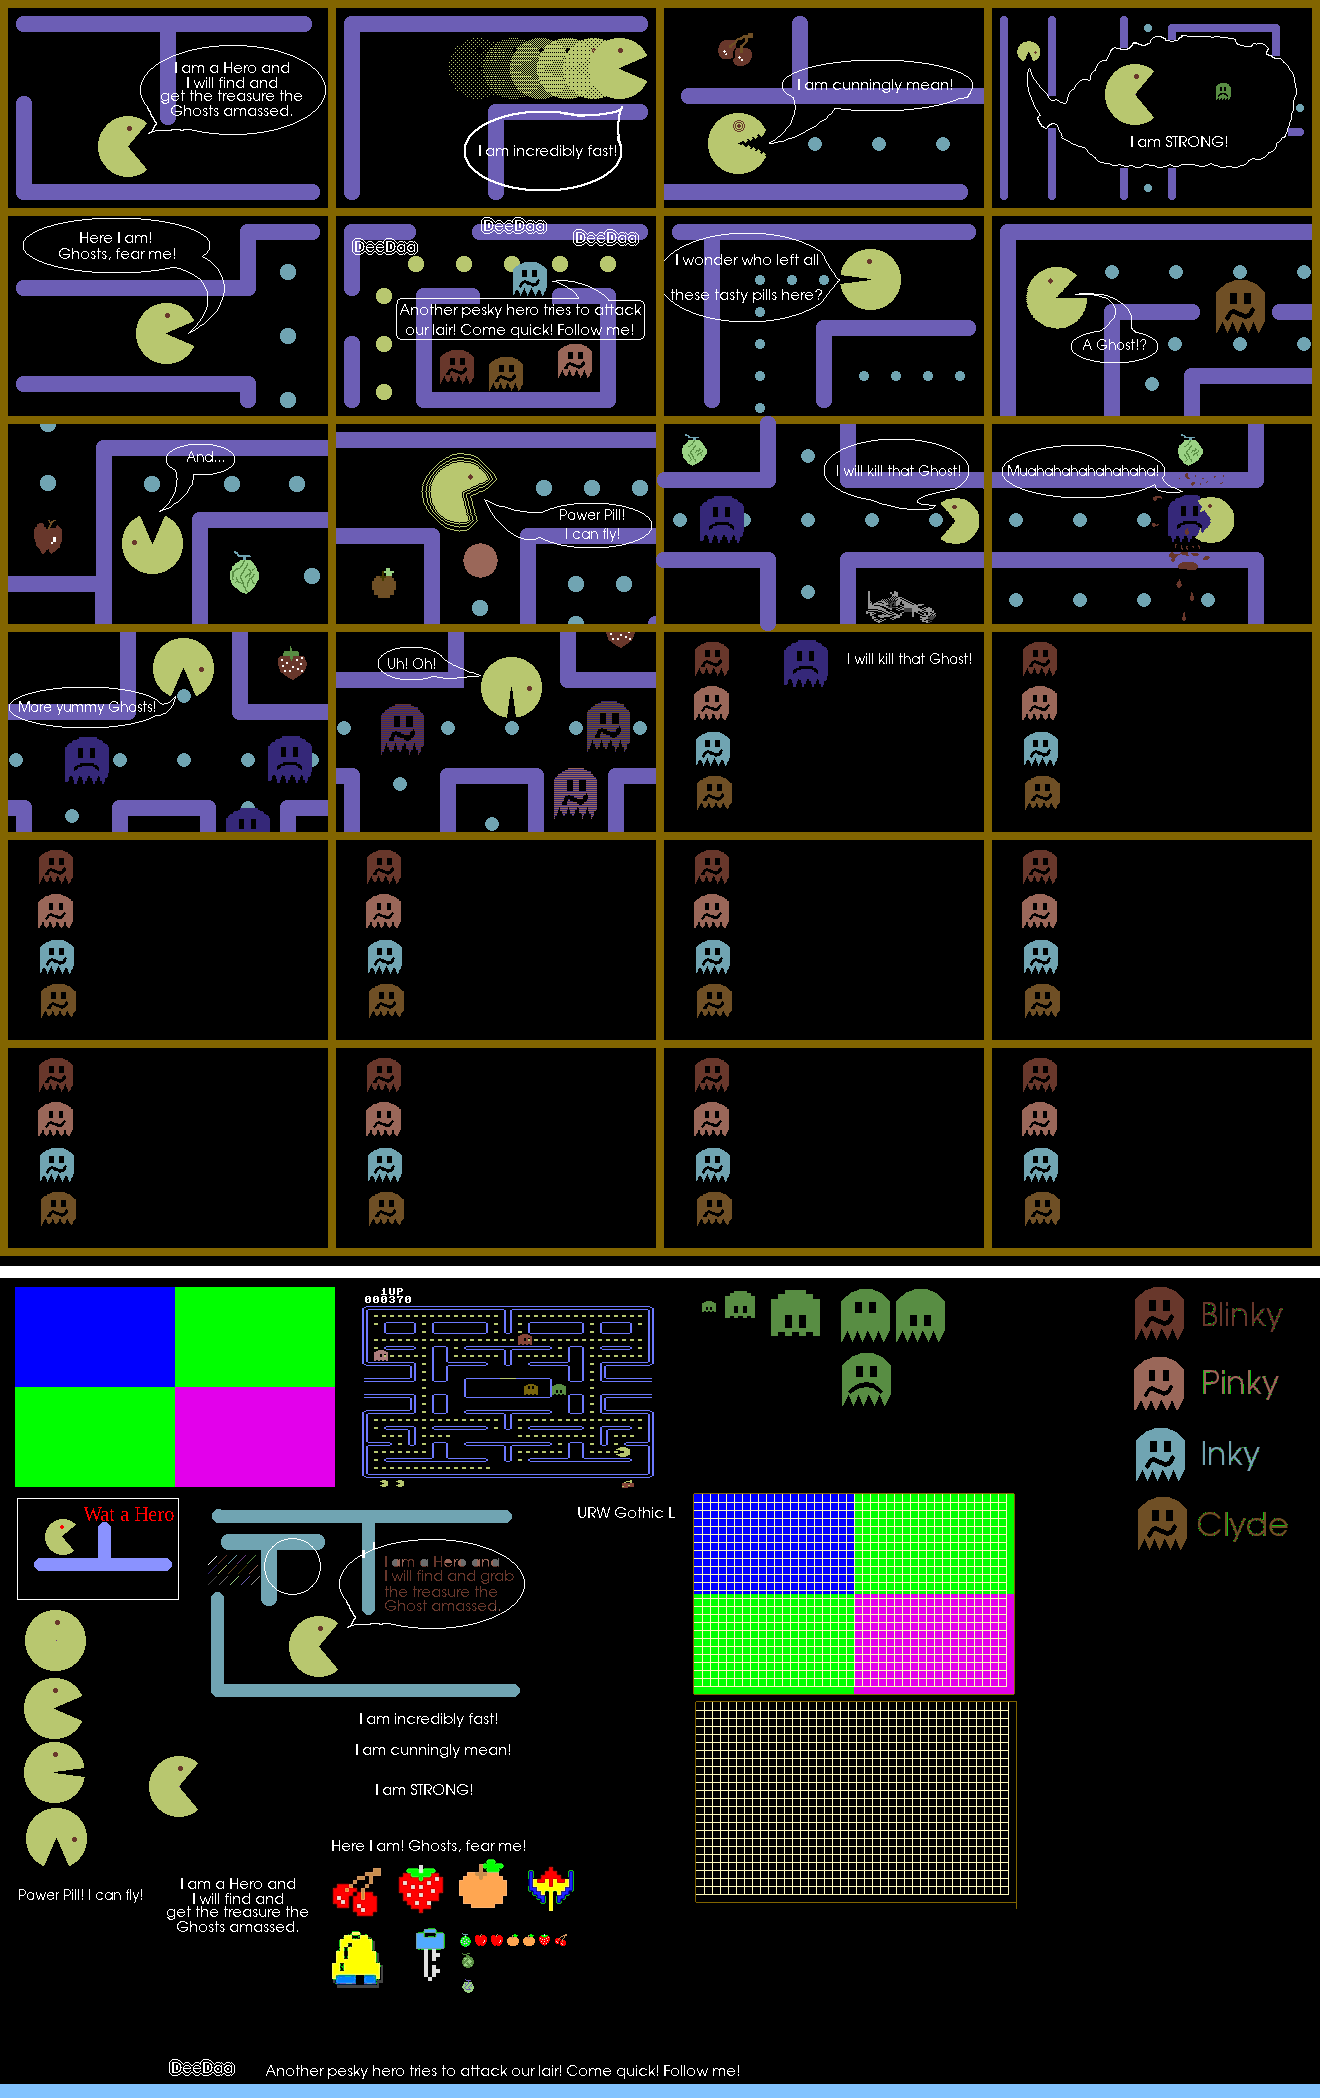 I am a Hero and
I will find and
get the treasure the
Ghosts amassed.
I am incredibly fast!
I am cunningly mean!
I am STRONG!
Here I am!
Ghosts, fear me!
DeeDaa
DeeDaa
DeeDaa
Another pesky hero tries to attack
our lair! Come quick! Follow me!
I wonder who left all
these tasty pills here?
A Ghost!?
And...
Power Pill!
I can fly!
I will kill that Ghost!
Muahahahahahaha!
More yummy Ghosts!
Uh! Oh!
I will kill that Ghost!
1UP
000370
Blinky
Pinky
Inky
Clyde
Wat a Hero
URW Gothic L
I am a Hero and
I will find and grab
the treasure the
Ghost amassed.
I am incredibly fast!
I am cunningly mean!
I am STRONG!
Here I am! Ghosts, fear me!
Power Pill! I can fly!
I am a Hero and
I will find and
get the treasure the
Ghosts amassed.
DeeDaa
Another pesky hero tries to attack our lair! Come quick! Follow me!